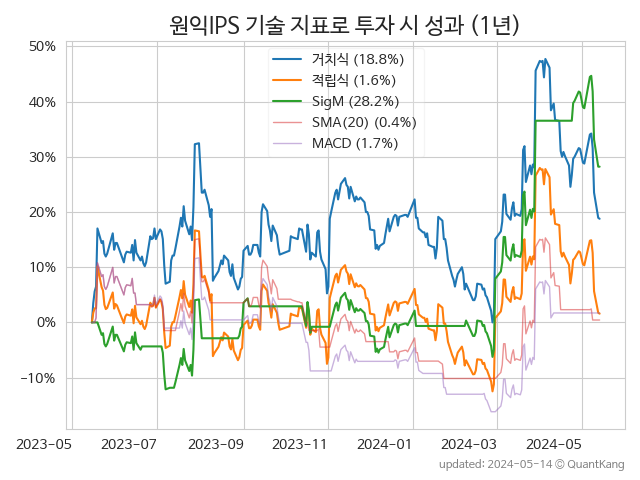 원익IPS 기술 지표로 투자 시 성과 (1년)
50%
40%
30%
20%
10%
0%
−10%
거치식 (18.8%)
적립식 (1.6%)
SigM (28.2%)
SMA(20) (0.4%)
MACD (1.7%)
2023-05
2023-07
2023-09
2023-11
2024-01
2024-03
2024-05
updated: 2024-05-14 © QuantKang